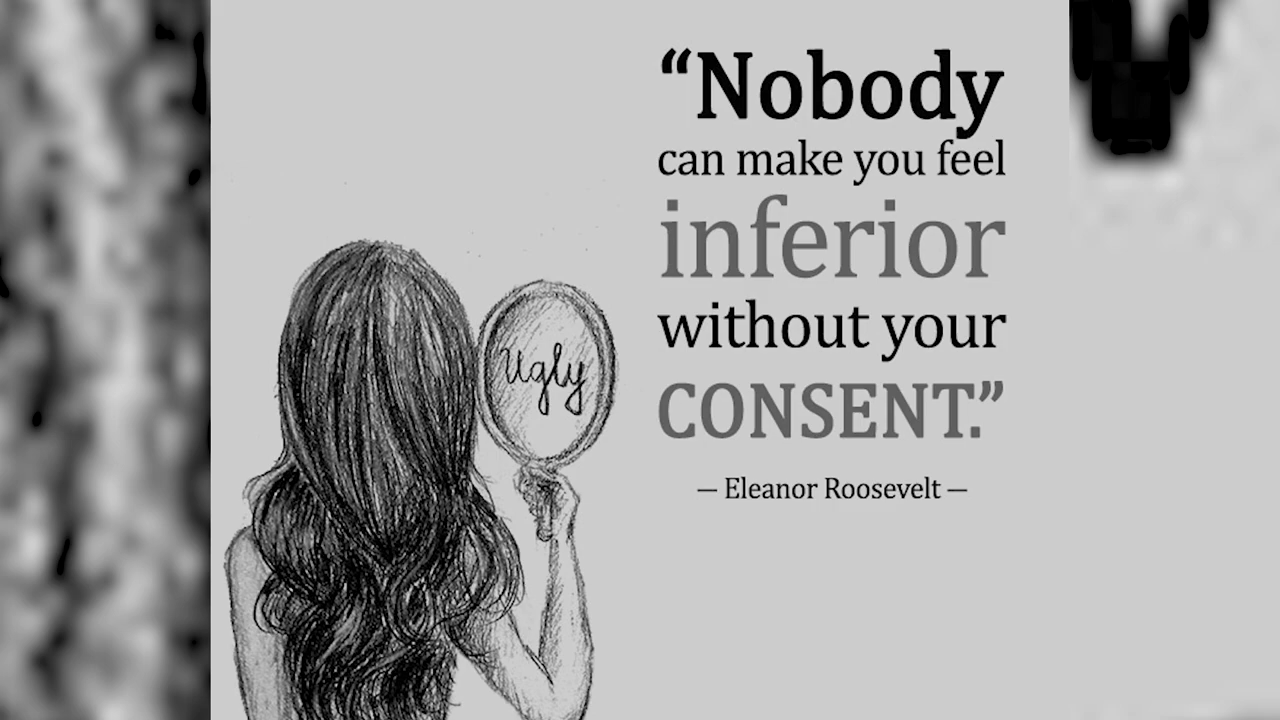 “Nobody
can make you feel
inferior
without your
CONSENT.”
— Eleanor Roosevelt —
Ugly